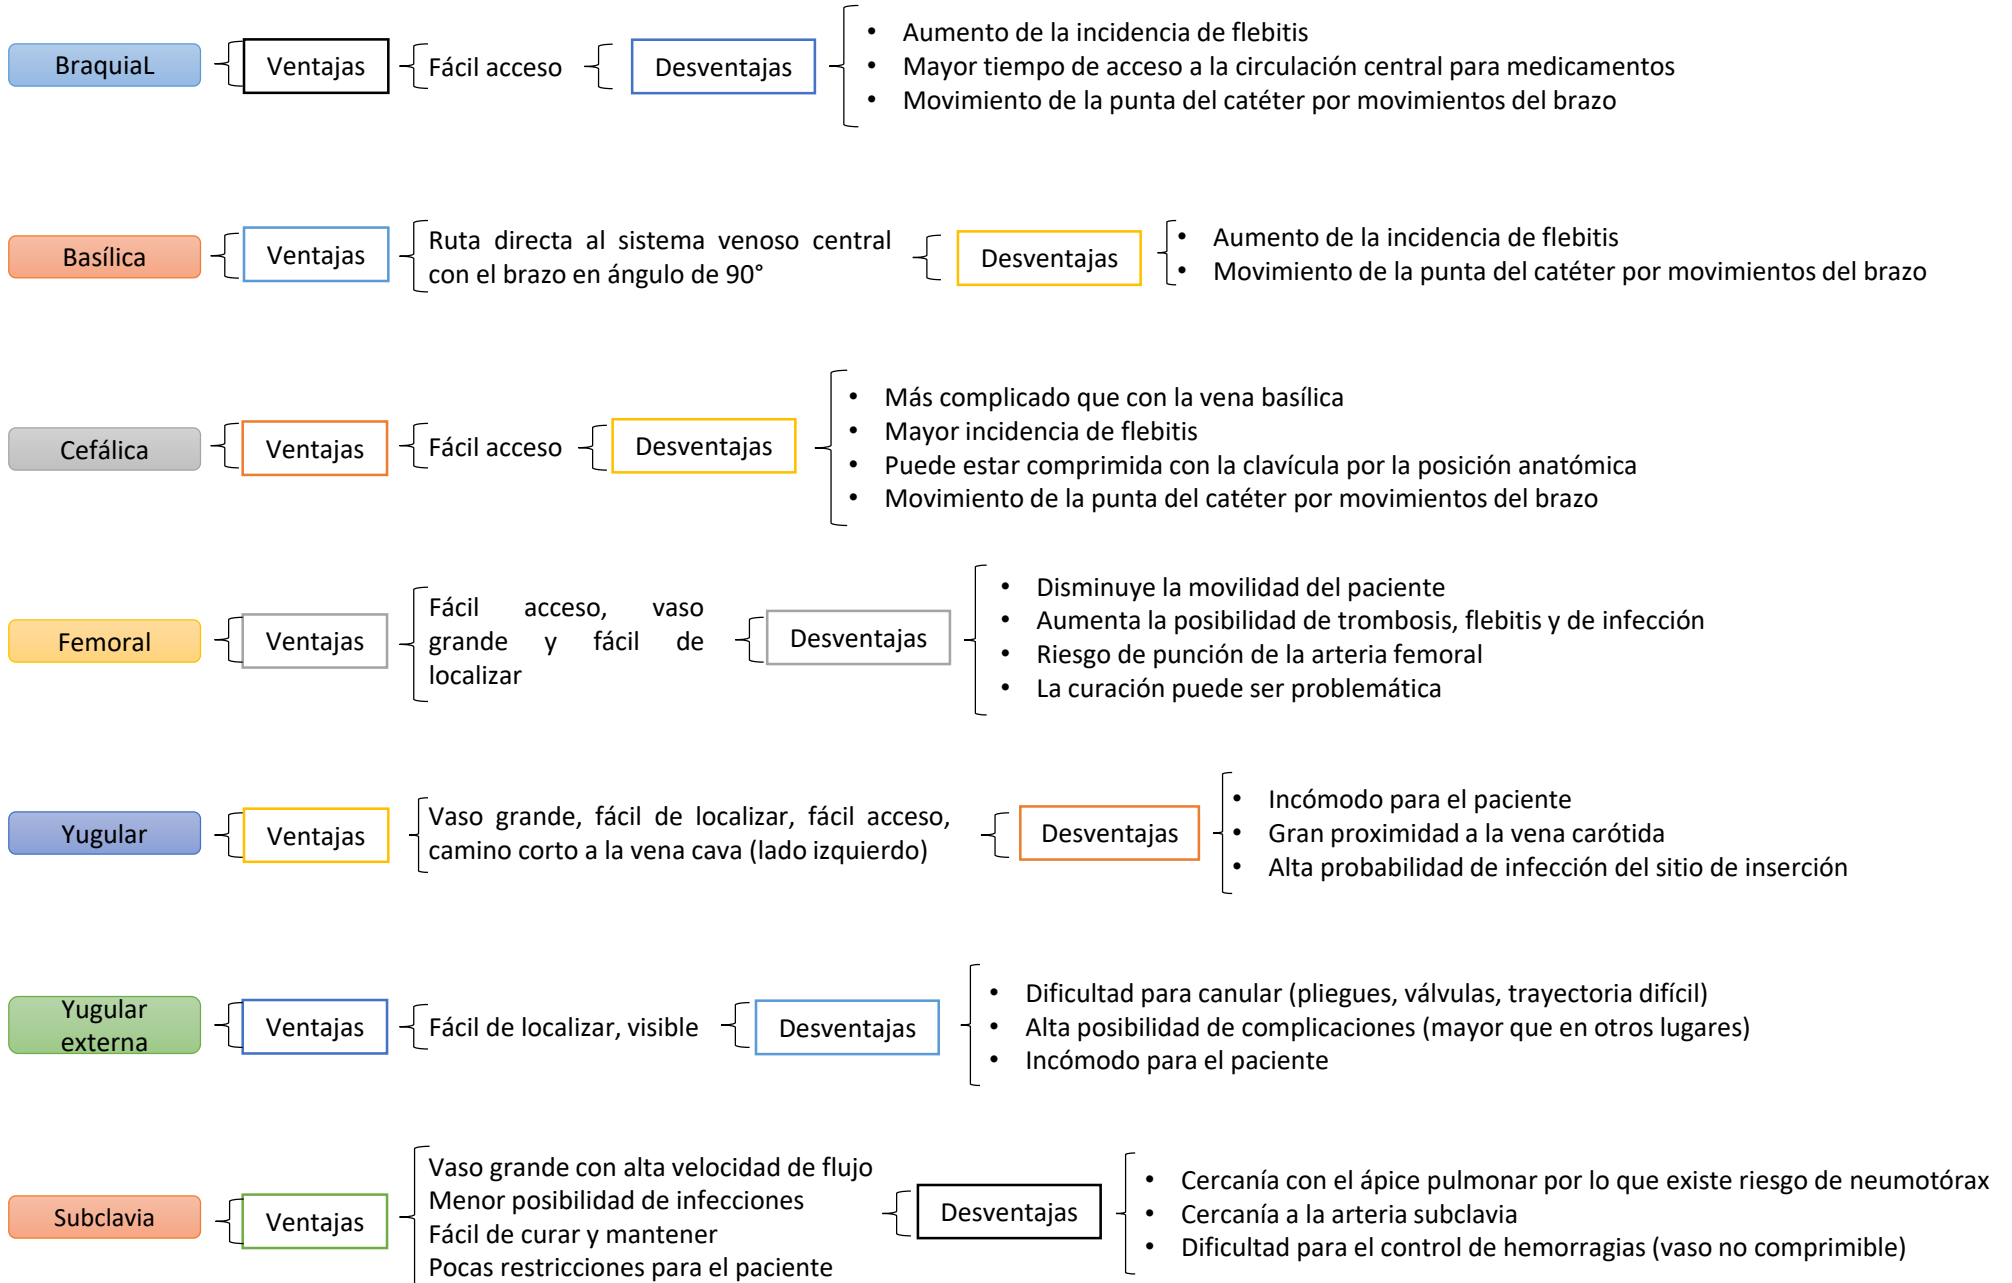 BraquiaL
Ventajas
Fácil acceso
Desventajas
• Aumento de la incidencia de flebitis
• Mayor tiempo de acceso a la circulación central para medicamentos
• Movimiento de la punta del catéter por movimientos del brazo
Basílica
Ventajas
Ruta directa al sistema venoso central
con el brazo en ángulo de 90°
Desventajas
• Aumento de la incidencia de flebitis
• Movimiento de la punta del catéter por movimientos del brazo
Cefálica
Ventajas
Fácil acceso
Desventajas
• Más complicado que con la vena basílica
• Mayor incidencia de flebitis
• Puede estar comprimida con la clavícula por la posición anatómica
• Movimiento de la punta del catéter por movimientos del brazo
Femoral
Ventajas
Fácil acceso, vaso
grande y fácil de
localizar
Desventajas
• Disminuye la movilidad del paciente
• Aumenta la posibilidad de trombosis, flebitis y de infección
• Riesgo de punción de la arteria femoral
• La curación puede ser problemática
Yugular
Ventajas
Vaso grande, fácil de localizar, fácil acceso,
camino corto a la vena cava (lado izquierdo)
Desventajas
• Incómodo para el paciente
• Gran proximidad a la vena carótida
• Alta probabilidad de infección del sitio de inserción
Yugular
externa
Ventajas
Fácil de localizar, visible
Desventajas
• Dificultad para canular (pliegues, válvulas, trayectoria difícil)
• Alta posibilidad de complicaciones (mayor que en otros lugares)
• Incómodo para el paciente
Subclavia
Ventajas
Vaso grande con alta velocidad de flujo
Menor posibilidad de infecciones
Fácil de curar y mantener
Pocas restricciones para el paciente
Desventajas
• Cercanía con el ápice pulmonar por lo que existe riesgo de neumotórax
• Cercanía a la arteria subclavia
• Dificultad para el control de hemorragias (vaso no comprimible)